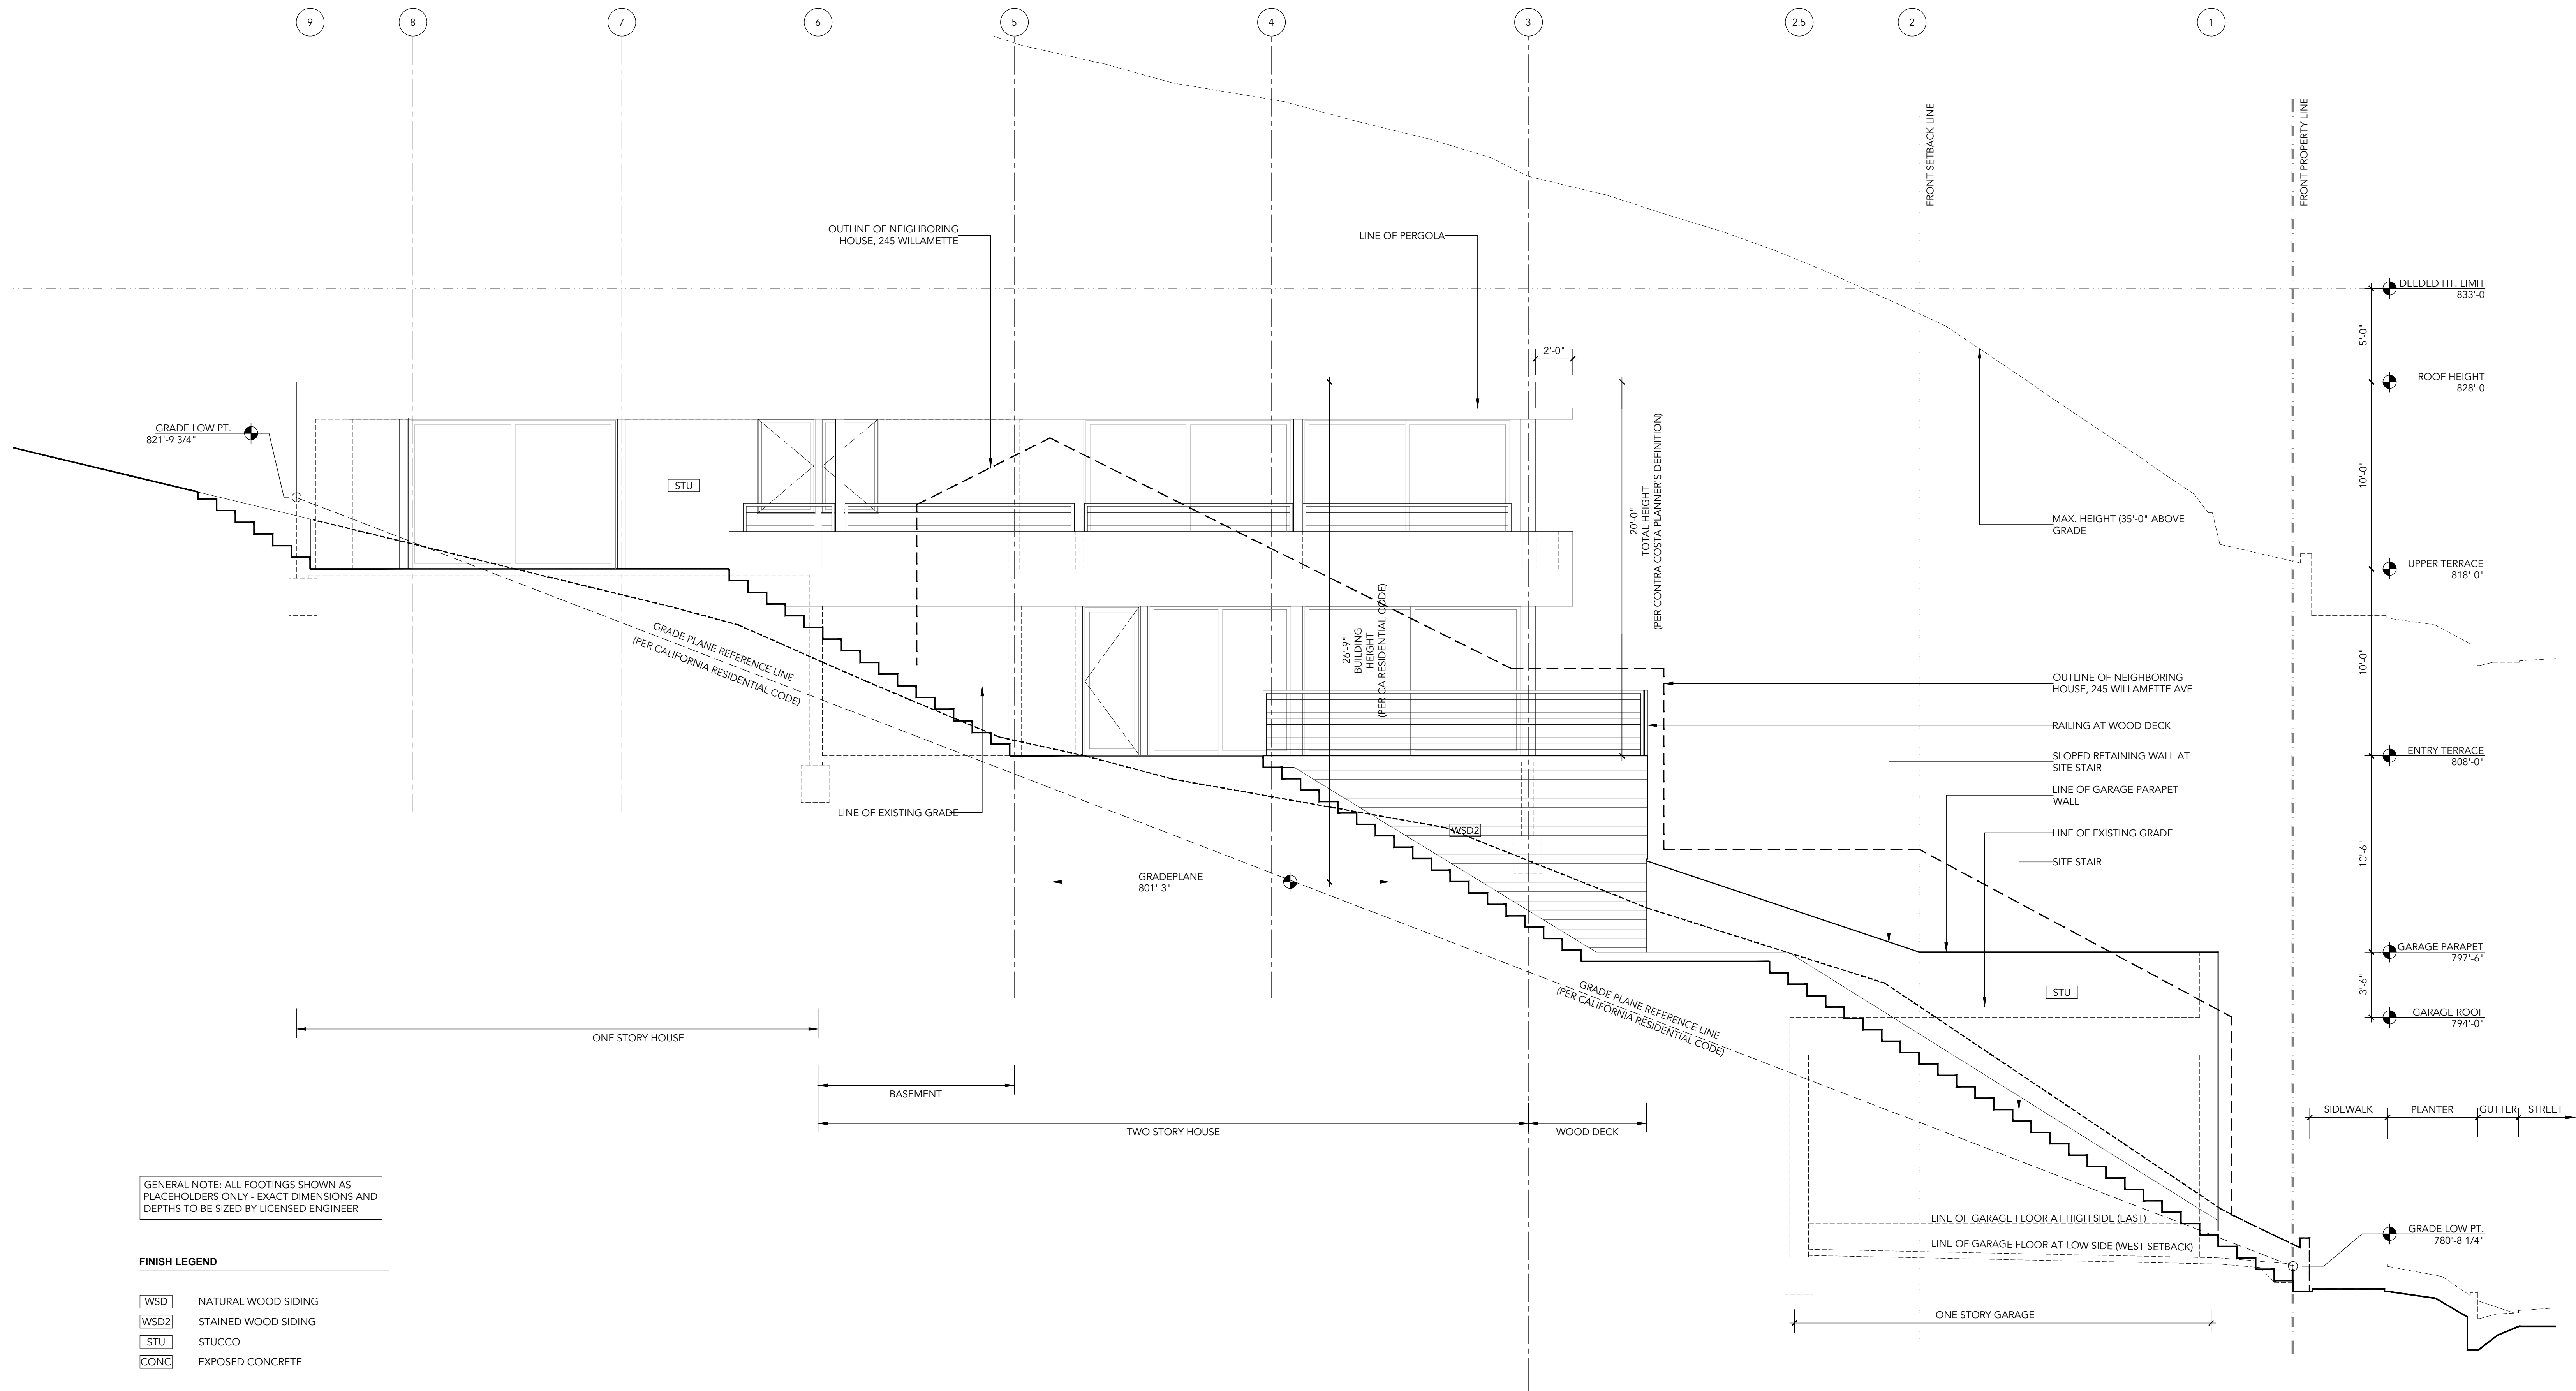 9
8
7
6
5
4
3
2.5
2
1
FRONT SETBACK LINE
FRONT PROPERTY LINE
OUTLINE OF NEIGHBORING
HOUSE, 245 WILLAMETTE
LINE OF PERGOLA
DEEDED HT. LIMIT
833'-0
5'-0"
2'-0"
ROOF HEIGHT
828'-0
GRADE LOW PT.
821'-9 3/4"
STU
10'-0"
20'-0"
TOTAL HEIGHT
(PER CONTRA COSTA PLANNER'S DEFINITION)
MAX. HEIGHT (35'-0" ABOVE
GRADE
UPPER TERRACE
818'-0"
GRADE PLANE REFERENCE LINE
(PER CALIFORNIA RESIDENTIAL CODE)
26'-9"
BUILDING
HEIGHT
(PER CA RESIDENTIAL CODE)
10'-0"
OUTLINE OF NEIGHBORING
HOUSE, 245 WILLAMETTE AVE
RAILING AT WOOD DECK
SLOPED RETAINING WALL AT
SITE STAIR
ENTRY TERRACE
808'-0"
LINE OF GARAGE PARAPET
WALL
LINE OF EXISTING GRADE
WSD2
LINE OF EXISTING GRADE
10'-6"
SITE STAIR
GRADEPLANE
801'-3"
GARAGE PARAPET
797'-6"
3'-6"
STU
GRADE PLANE REFERENCE LINE
(PER CALIFORNIA RESIDENTIAL CODE)
GARAGE ROOF
794'-0"
ONE STORY HOUSE
BASEMENT
TWO STORY HOUSE
WOOD DECK
SIDEWALK
PLANTER
GUTTER
STREET
GENERAL NOTE: ALL FOOTINGS SHOWN AS
PLACEHOLDERS ONLY - EXACT DIMENSIONS AND
DEPTHS TO BE SIZED BY LICENSED ENGINEER
LINE OF GARAGE FLOOR AT HIGH SIDE (EAST)
LINE OF GARAGE FLOOR AT LOW SIDE (WEST SETBACK)
GRADE LOW PT.
780'-8 1/4"
FINISH LEGEND
WSD NATURAL WOOD SIDING
WSD2 STAINED WOOD SIDING
STU STUCCO
CONC EXPOSED CONCRETE
ONE STORY GARAGE